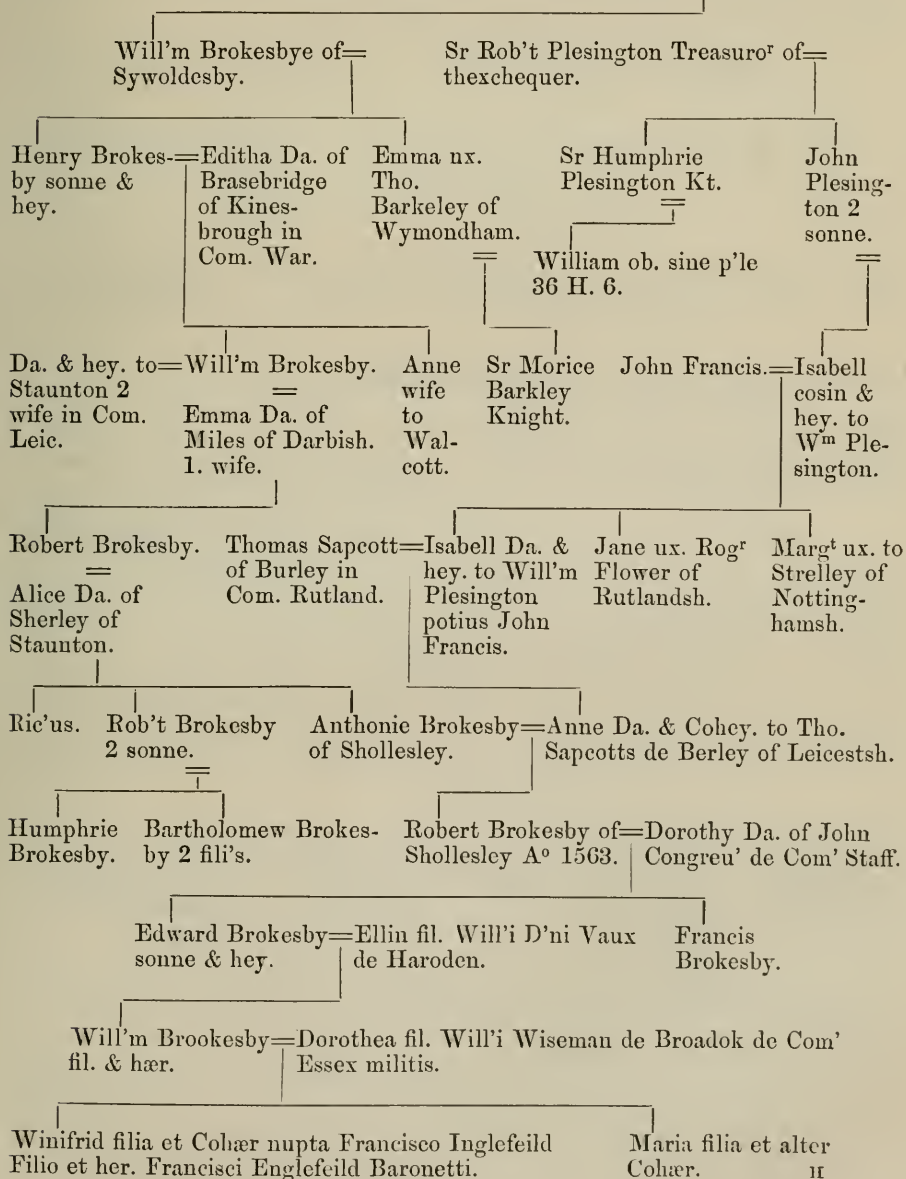 Will'm Brokesbye of=
Sywoldesby.
Sr Rob't Plesington Treasuroʳ of=
thexchequer.
Henry Brokes-=
by sonne &
hey.
Editha Da. of
Brasebridge
of Kines-
brough in
Com. War.
Emma ux.
Tho.
Barkeley of
Wymondham.
=
Sr Humphrie
Plesington Kt.
=
John
Plesing-
ton 2
sonne.
=
William ob. sine p'le
36 H. 6.
Da. & hey. to=
Staunton 2
wife in Com.
Leic.
Will'm Brokesby.
=
Emma Da. of
Miles of Darbish.
1. wife.
Anne
wife
to
Wal-
cott.
Sr Morice
Barkley
Knight.
John Francis.=
Isabell
cosin &
hey. to
Wᵐ Ple-
sington.
Robert Brokesby.
=
Alice Da. of
Sherley of
Staunton.
Thomas Sapcott=
of Burley in
Com. Rutland.
Isabell Da. &
hey. to Will'm
Plesington
potius John
Francis.
Jane ux. Rogʳ
Flower of
Rutlandsh.
Margᵗ ux. to
Strelley of
Notting-
hamsh.
Ric'us.
Rob't Brokesby
2 sonne.
=
Anthonie Brokesby=
of Shollesley.
Anne Da. & Cohey. to Tho.
Sapcotts de Berley of Leicestsh.
Humphrie
Brokesby.
Bartholomew Brokes-
by 2 fili's.
Robert Brokesby of=
Shollesley Aº 1563.
Dorothy Da. of John
Congreu' de Com' Staff.
Edward Brokesby=
sonne & hey.
Ellin fil. Will'i D'ni Vaux
de Haroden.
Francis
Brokesby.
Will'm Brookesby=
fil. & hær.
Dorothea fil. Will'i Wiseman de Broadok de Com'
Essex militis.
Winifrid filia et Cohær nupta Francisco Inglefeild
Filio et her. Francisci Englefeild Baronetti.
Maria filia et alter
Cohær.
H